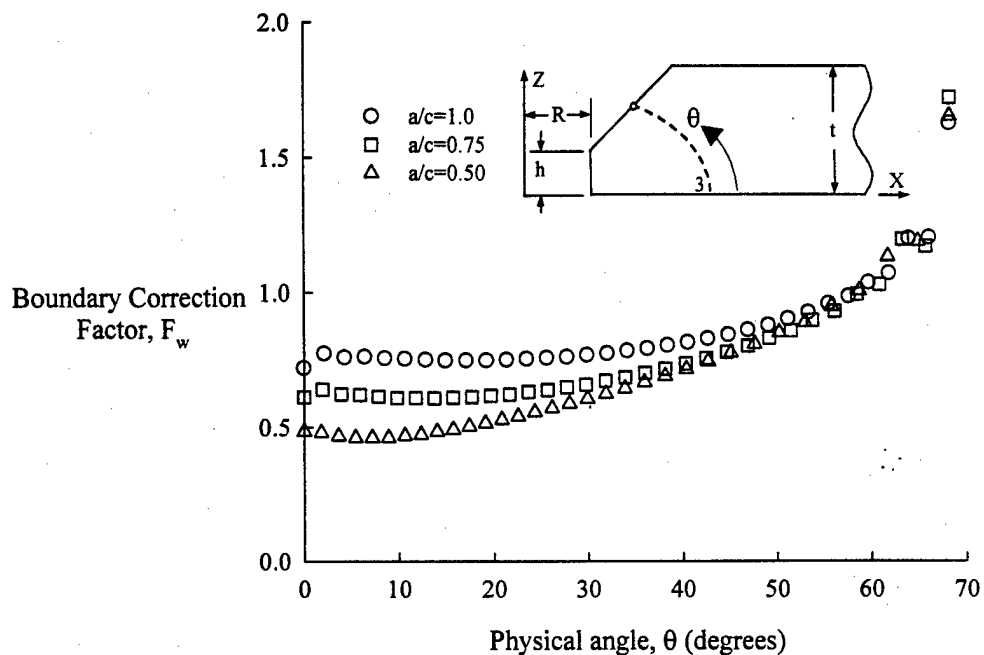 2.0
1.5
1.0
0.5
0.0
Boundary Correction
Factor, F_w
a/c=1.0
a/c=0.75
a/c=0.50
Z
R
h
θ
t
3
X
0 10 20 30 40 50 60 70
Physical angle, θ (degrees)